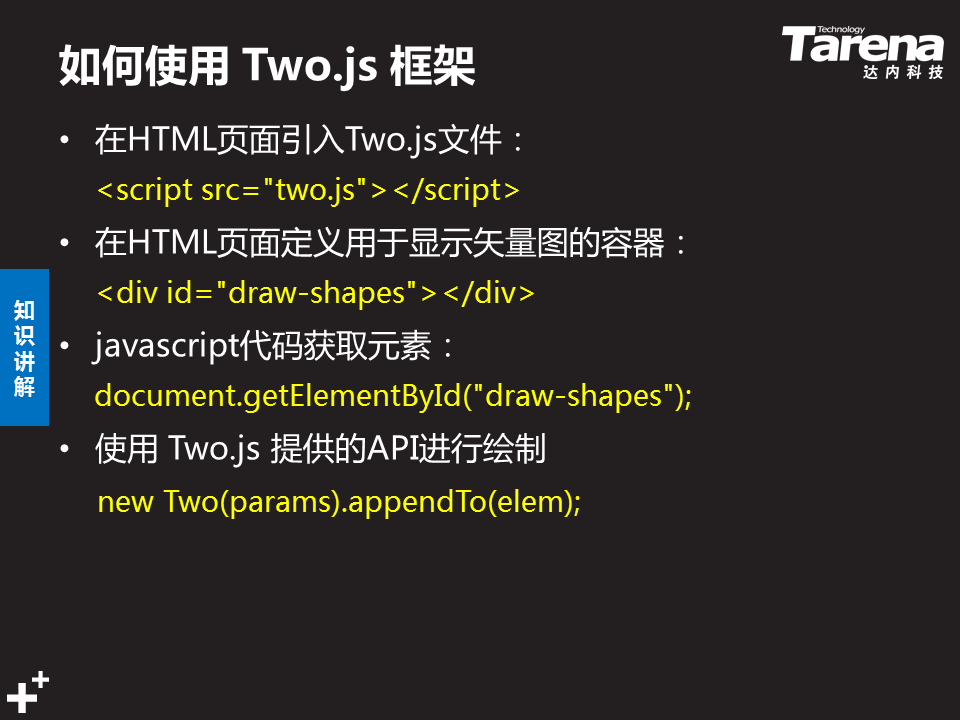 如何使用 Two.js 框架
Technology
Tarena
达内科技
• 在HTML页面引入Two.js文件：
<script src="two.js"></script>
• 在HTML页面定义用于显示矢量图的容器：
<div id="draw-shapes"></div>
• javascript代码获取元素：
document.getElementById("draw-shapes");
• 使用 Two.js 提供的API进行绘制
new Two(params).appendTo(elem);
知识讲解